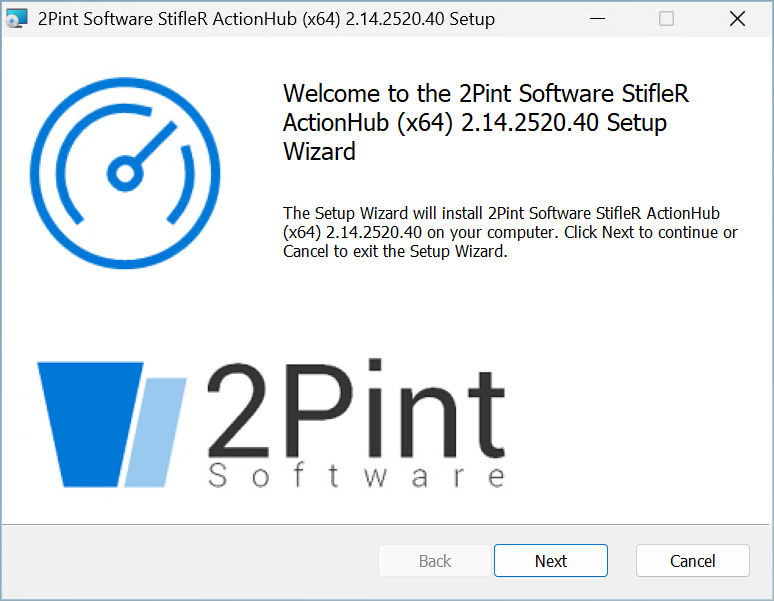 2Pint Software StifleR ActionHub (x64) 2.14.2520.40 Setup
Welcome to the 2Pint Software StifleR
ActionHub (x64) 2.14.2520.40 Setup
Wizard
The Setup Wizard will install 2Pint Software StifleR ActionHub
(x64) 2.14.2520.40 on your computer. Click Next to continue or
Cancel to exit the Setup Wizard.
2Pint
Software
Back Next Cancel